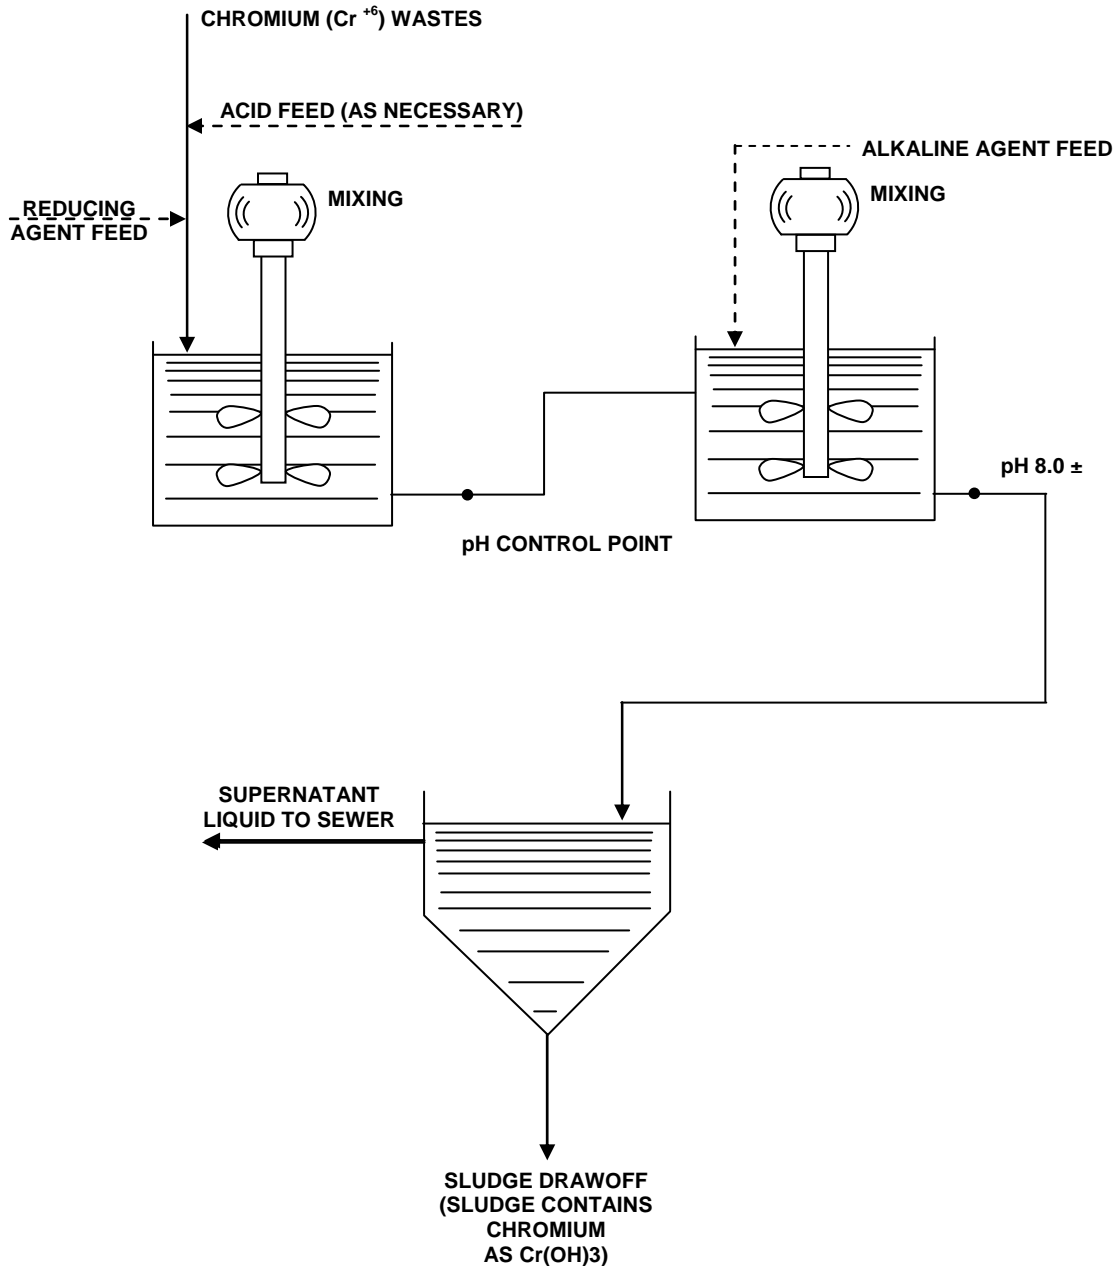 CHROMIUM (Cr +6) WASTES
ACID FEED (AS NECESSARY)
ALKALINE AGENT FEED
MIXING
MIXING
REDUCING
AGENT FEED
pH 8.0 ±
pH CONTROL POINT
SUPERNATANT
LIQUID TO SEWER
SLUDGE DRAWOFF
(SLUDGE CONTAINS
CHROMIUM
AS Cr(OH)3)